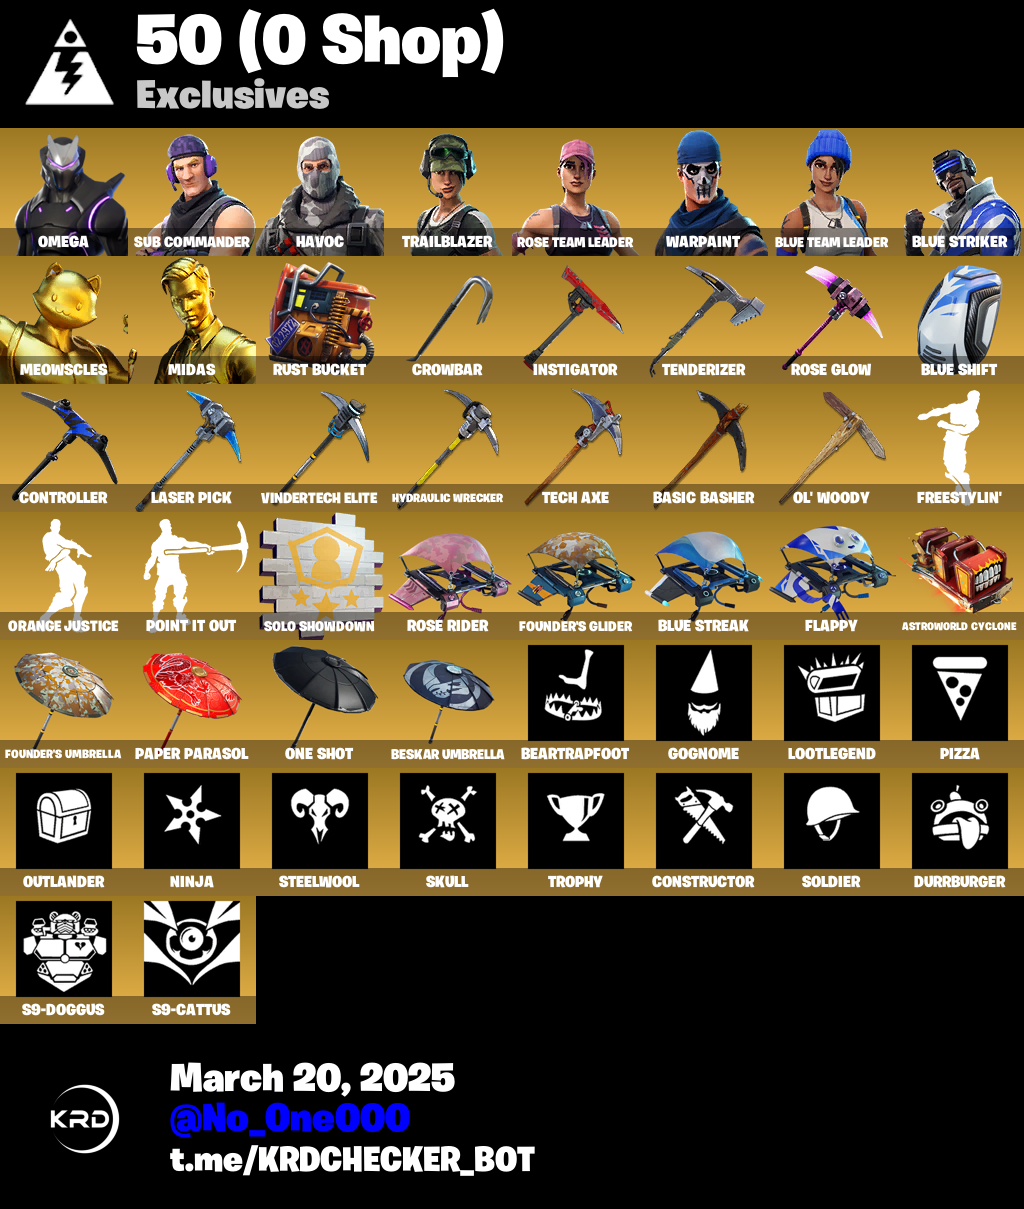 50 (0 Shop)
Exclusives
OMEGA
SUB COMMANDER
HAVOC
TRAILBLAZER
ROSE TEAM LEADER
WARPAINT
BLUE TEAM LEADER
BLUE STRIKER
MEOWSCLES
MIDAS
RUST BUCKET
CROWBAR
INSTIGATOR
TENDERIZER
ROSE GLOW
BLUE SHIFT
CONTROLLER
LASER PICK
VINDERTECH ELITE
HYDRAULIC WRECKER
TECH AXE
BASIC BASHER
OL' WOODY
FREESTYLIN'
ORANGE JUSTICE
POINT IT OUT
SOLO SHOWDOWN
ROSE RIDER
FOUNDER'S GLIDER
BLUE STREAK
FLAPPY
ASTROWORLD CYCLONE
FOUNDER'S UMBRELLA
PAPER PARASOL
ONE SHOT
BESKAR UMBRELLA
BEARTRAPFOOT
GOGNOME
LOOTLEGEND
PIZZA
OUTLANDER
NINJA
STEELWOOL
SKULL
TROPHY
CONSTRUCTOR
SOLDIER
DURRBURGER
S9-DOGGUS
S9-CATTUS
KRD
March 20, 2025
@No_One000
t.me/KRDCHECKER_BOT